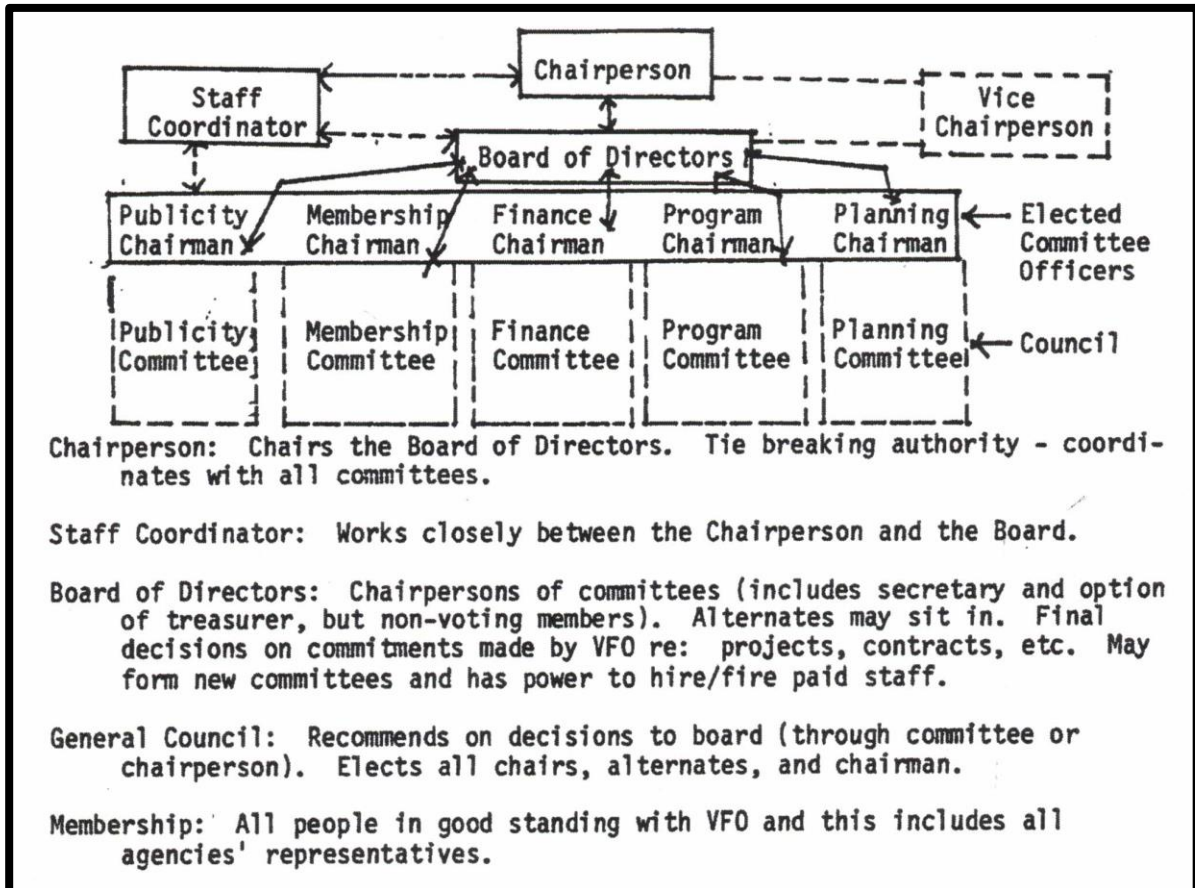 Chairperson
Staff
Coordinator
Vice
Chairperson
Board of Directors
Publicity
Chairman
Membership
Chairman
Finance
Chairman
Program
Chairman
Planning
Chairman
Elected
Committee
Officers
Publicity
Committee
Membership
Committee
Finance
Committee
Program
Committee
Planning
Committee
Council
Chairperson: Chairs the Board of Directors. Tie breaking authority - coordi-
nates with all committees.
Staff Coordinator: Works closely between the Chairperson and the Board.
Board of Directors: Chairpersons of committees (includes secretary and option
of treasurer, but non-voting members). Alternates may sit in. Final
decisions on commitments made by VFO re: projects, contracts, etc. May
form new committees and has power to hire/fire paid staff.
General Council: Recommends on decisions to board (through committee or
chairperson). Elects all chairs, alternates, and chairman.
Membership: All people in good standing with VFO and this includes all
agencies' representatives.